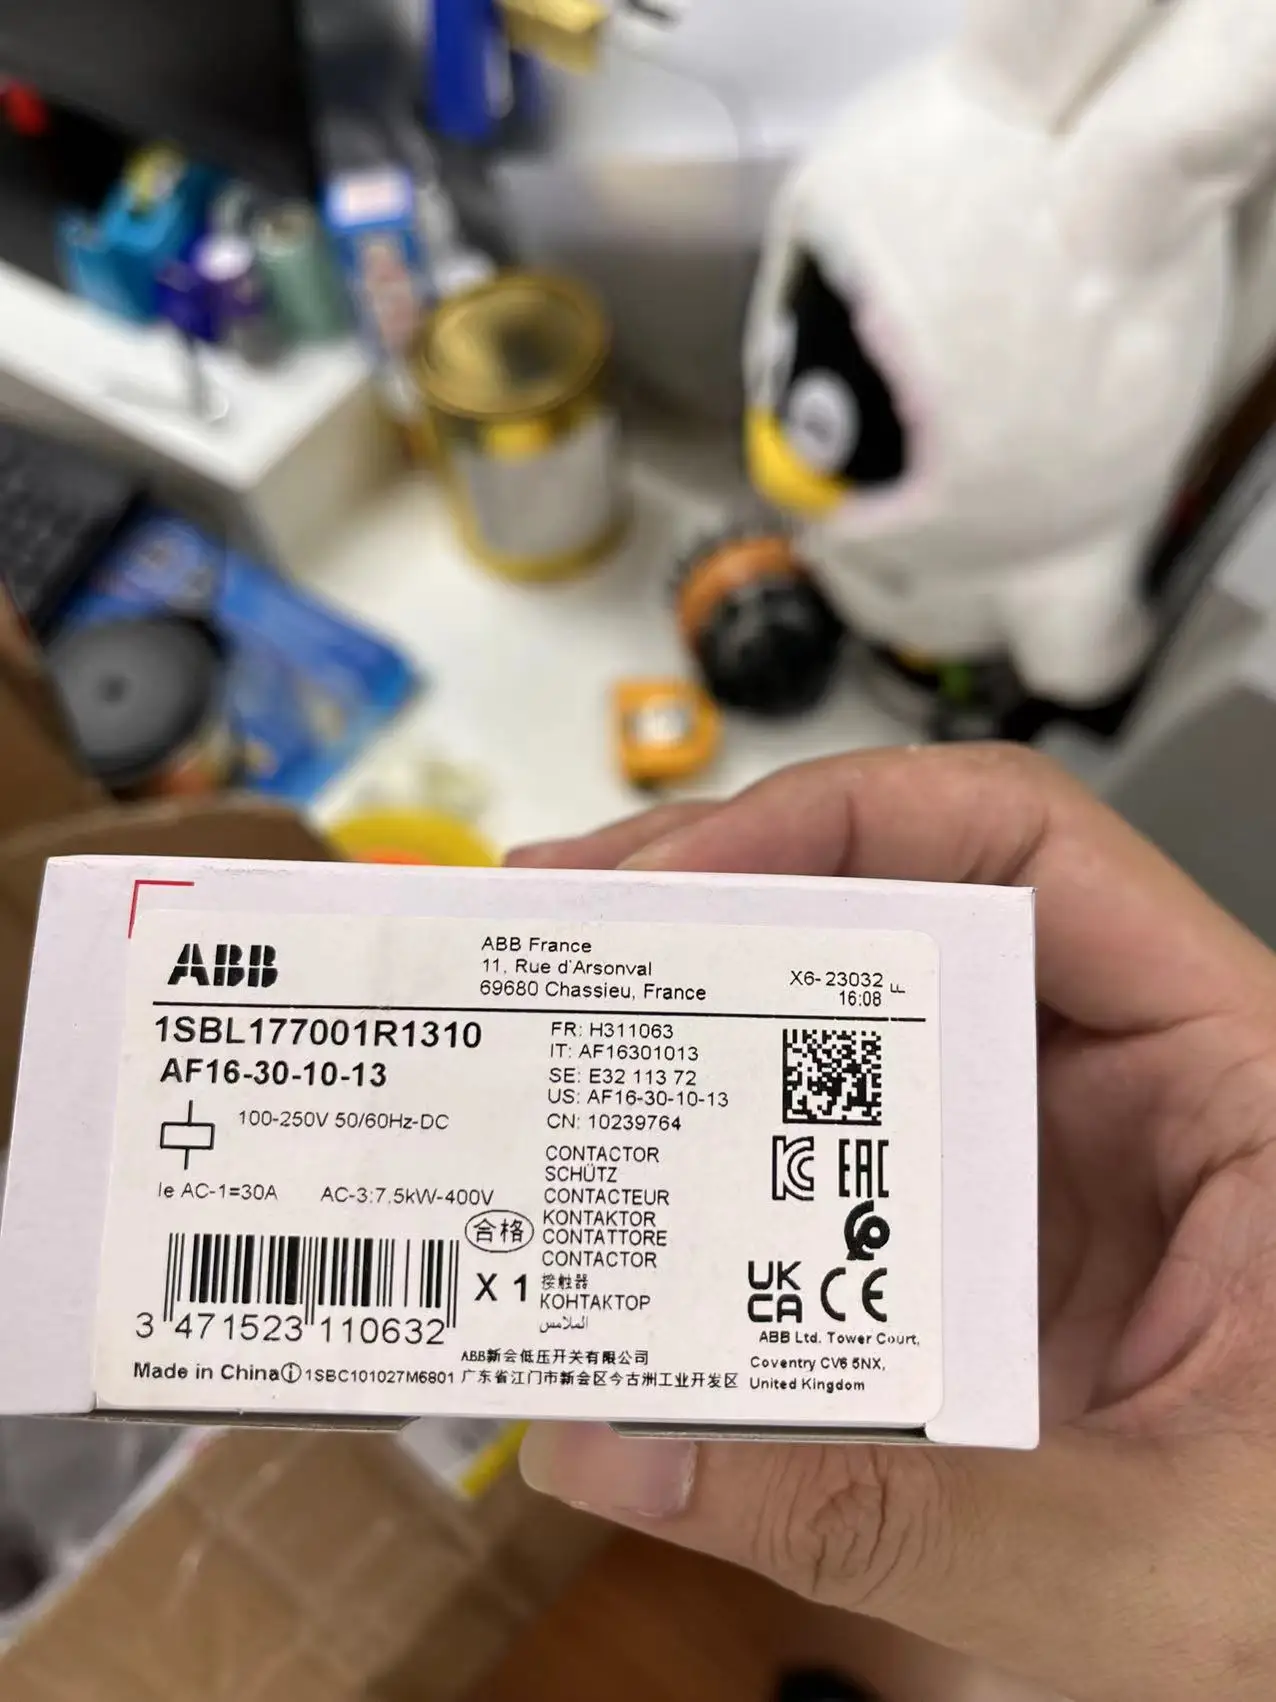 ABB
ABB France
11, Rue d'Arsonval
69680 Chassieu, France
X6-23032 F
16:08
1SBL177001R1310
AF16-30-10-13
100-250V 50/60Hz-DC
Ie AC-1=30A AC-3:7.5kW-400V
FR: H311063
IT: AF16301013
SE: E32 113 72
US: AF16-30-10-13
CN: 10239764
CONTACTOR
SCHÜTZ
CONTACTEUR
KONTAKTOR
CONTATTORE
CONTACTOR
接触器
КОНТАКТОР
الملامس
合格
X 1
3 471523 110632
EAC
UK
CA
CE
ABB Ltd. Tower Court,
Coventry CV6 5NX,
United Kingdom
ABB新会低压开关有限公司
Made in China ⓘ 1SBC101027M6801 广东省江门市新会区今古洲工业开发区